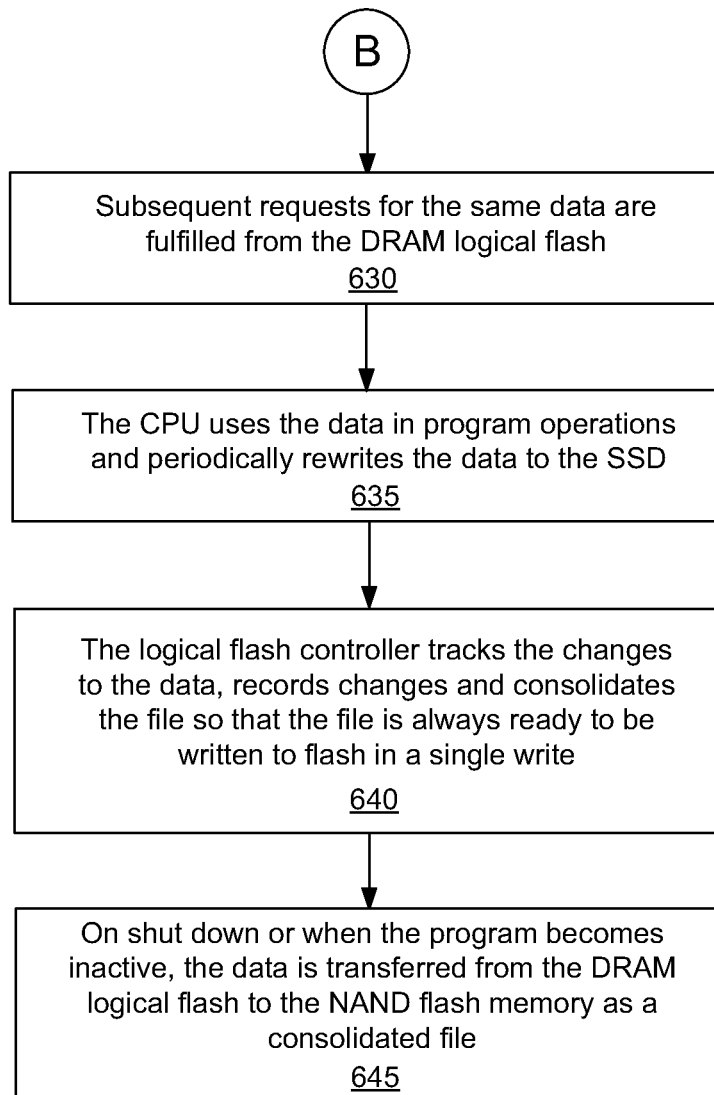 B
Subsequent requests for the same data are
fulfilled from the DRAM logical flash
630
The CPU uses the data in program operations
and periodically rewrites the data to the SSD
635
The logical flash controller tracks the changes
to the data, records changes and consolidates
the file so that the file is always ready to be
written to flash in a single write
640
On shut down or when the program becomes
inactive, the data is transferred from the DRAM
logical flash to the NAND flash memory as a
consolidated file
645